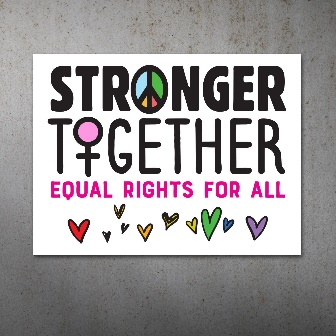 STRONGER
TOGETHER
EQUAL RIGHTS FOR ALL